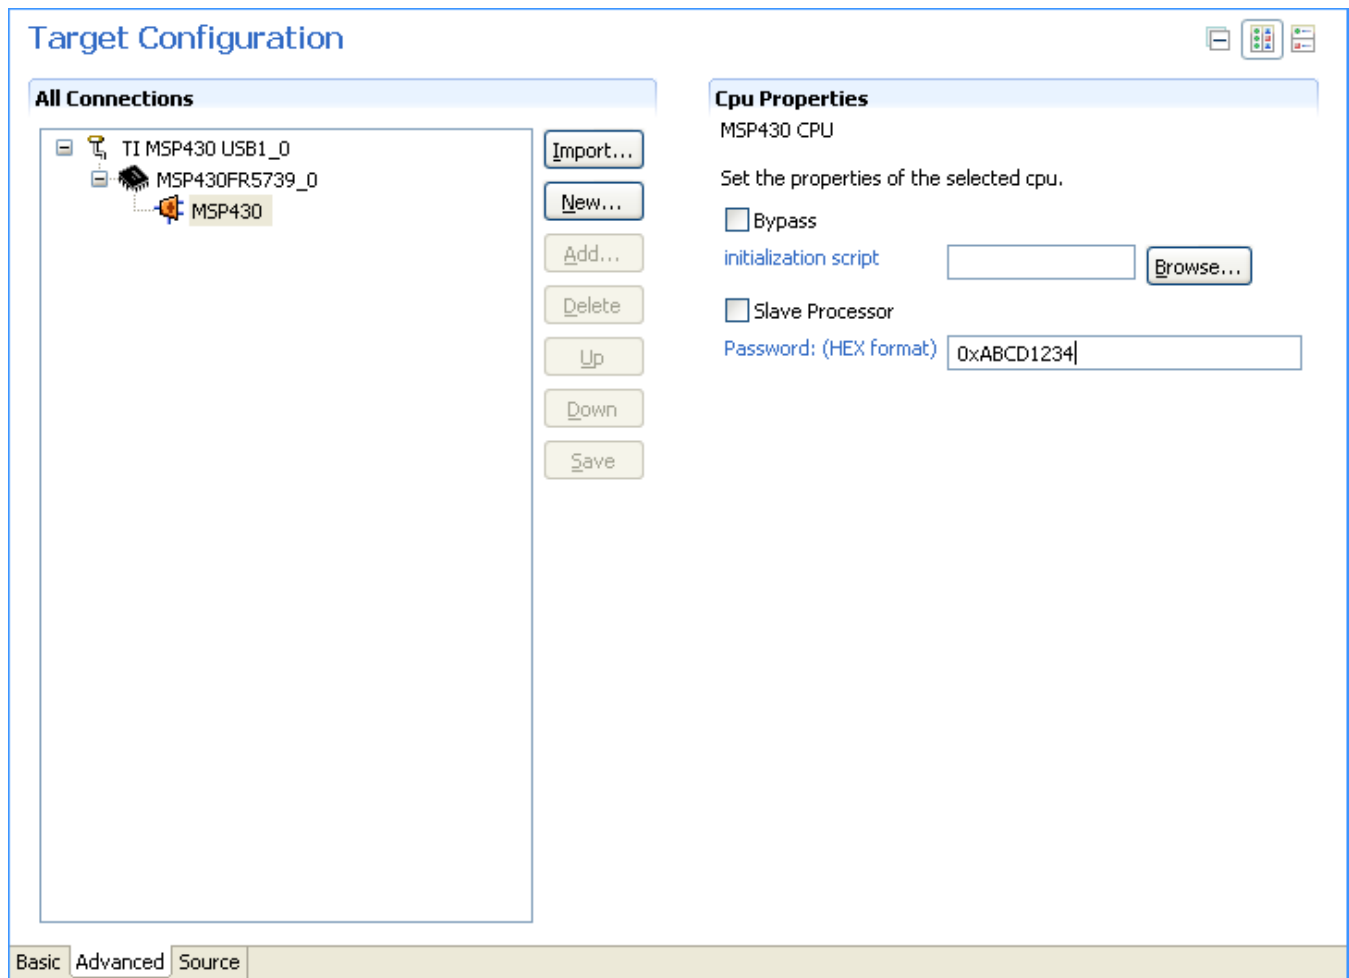 Target Configuration
All Connections
TI MSP430 USB1_0
MSP430FR5739_0
MSP430
Import...
New...
Add...
Delete
Up
Down
Save
Cpu Properties
MSP430 CPU
Set the properties of the selected cpu.
Bypass
initialization script
Browse...
Slave Processor
Password: (HEX format) 0xABCD1234
Basic Advanced Source